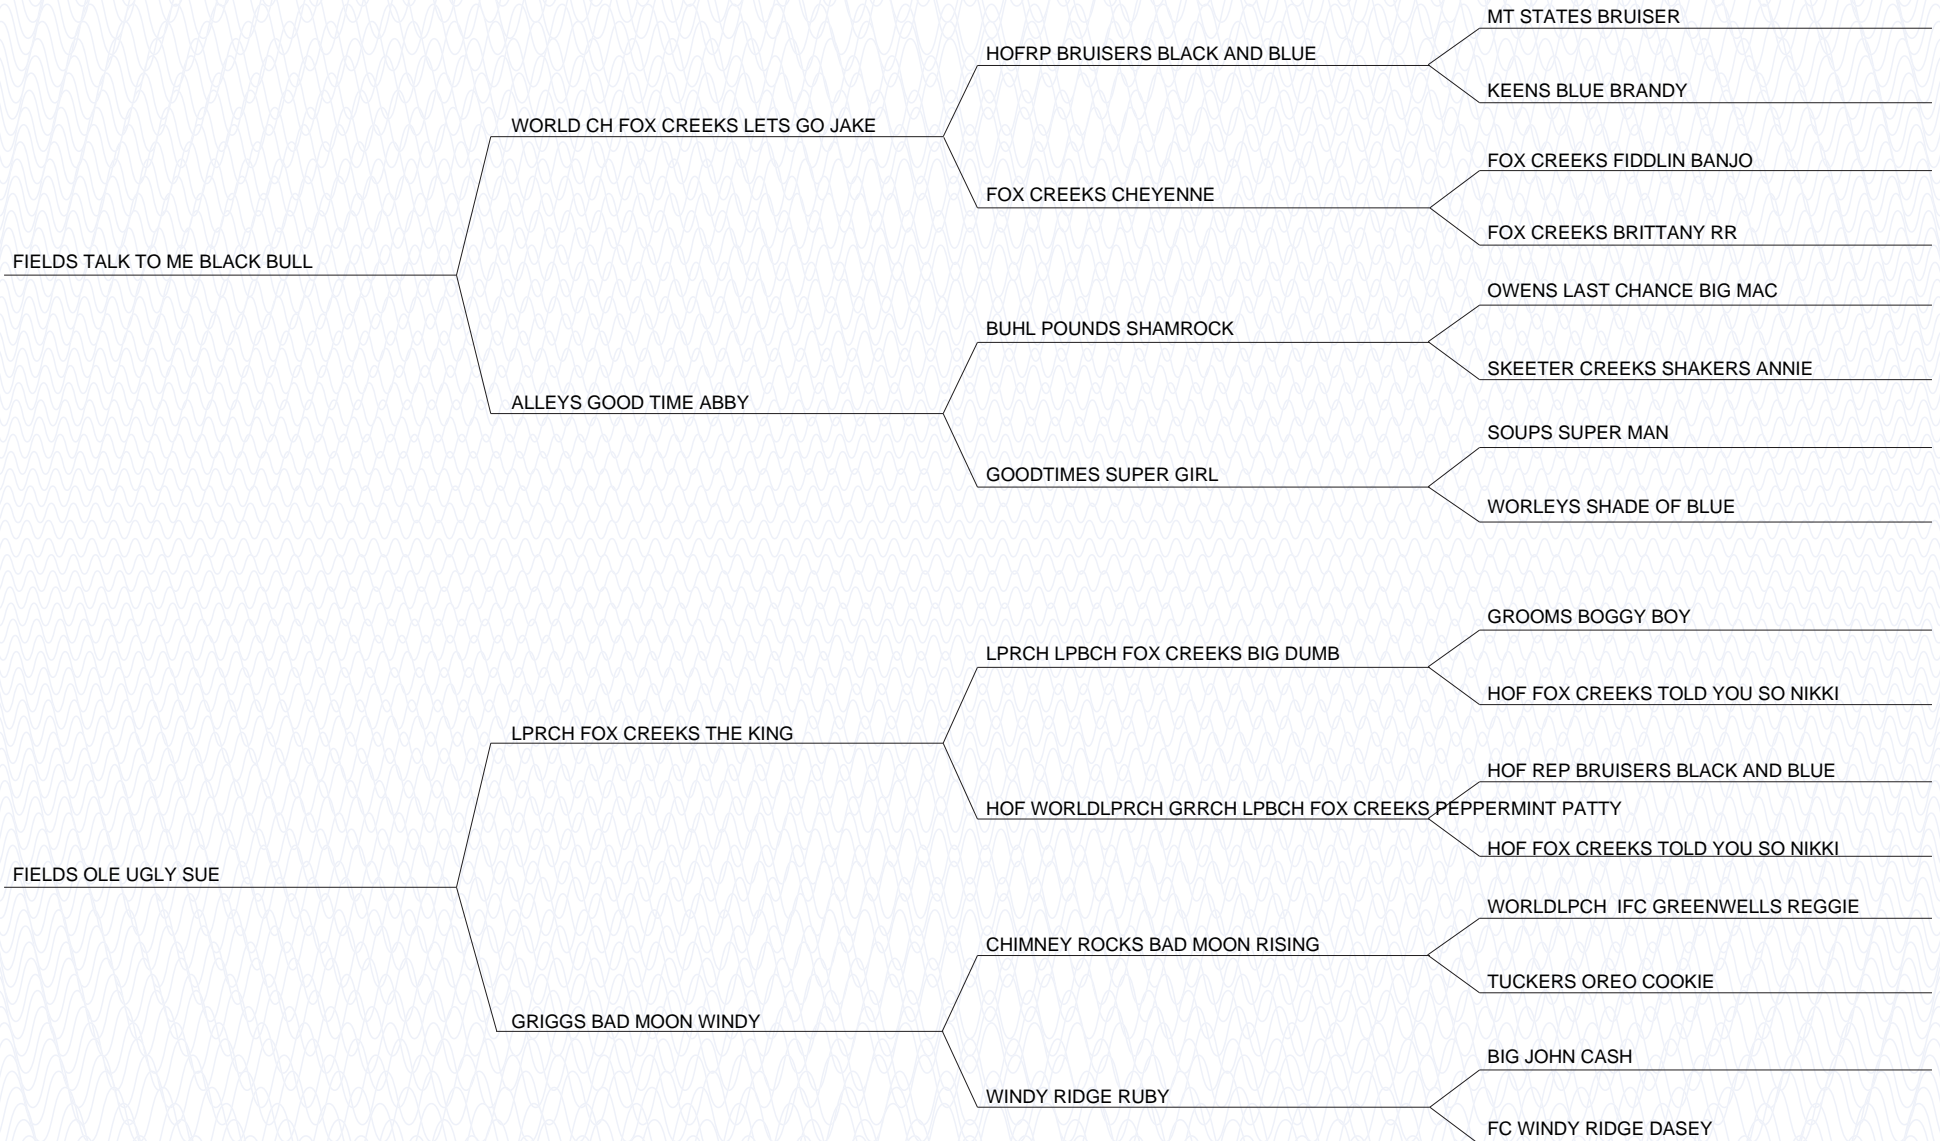 MT STATES BRUISER
HOFRP BRUISERS BLACK AND BLUE
KEENS BLUE BRANDY
WORLD CH FOX CREEKS LETS GO JAKE
FOX CREEKS FIDDLIN BANJO
FOX CREEKS CHEYENNE
FOX CREEKS BRITTANY RR
FIELDS TALK TO ME BLACK BULL
OWENS LAST CHANCE BIG MAC
BUHL POUNDS SHAMROCK
SKEETER CREEKS SHAKERS ANNIE
ALLEYS GOOD TIME ABBY
SOUPS SUPER MAN
GOODTIMES SUPER GIRL
WORLEYS SHADE OF BLUE
GROOMS BOGGY BOY
LPRCH LPBCH FOX CREEKS BIG DUMB
HOF FOX CREEKS TOLD YOU SO NIKKI
LPRCH FOX CREEKS THE KING
HOF REP BRUISERS BLACK AND BLUE
HOF WORLDLPRCH GRRCH LPBCH FOX CREEKS PEPPERMINT PATTY
HOF FOX CREEKS TOLD YOU SO NIKKI
FIELDS OLE UGLY SUE
WORLDLPCH  IFC GREENWELLS REGGIE
CHIMNEY ROCKS BAD MOON RISING
TUCKERS OREO COOKIE
GRIGGS BAD MOON WINDY
BIG JOHN CASH
WINDY RIDGE RUBY
FC WINDY RIDGE DASEY